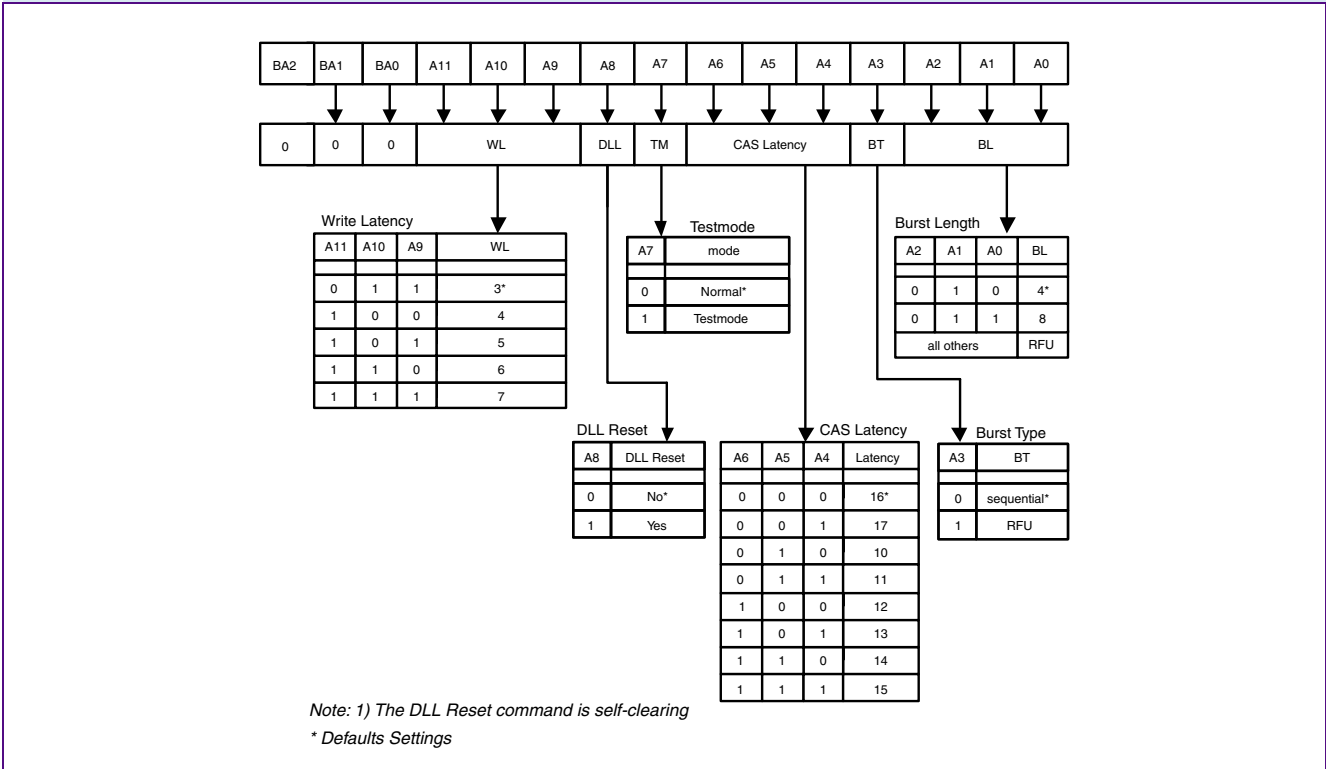 BA2 BA1 BA0 A11 A10 A9 A8 A7 A6 A5 A4 A3 A2 A1 A0
0 0 0 WL DLL TM CAS Latency BT BL
Write Latency
A11 A10 A9 WL
0 1 1 3*
1 0 0 4
1 0 1 5
1 1 0 6
1 1 1 7
Testmode
A7 mode
0 Normal*
1 Testmode
Burst Length
A2 A1 A0 BL
0 1 0 4*
0 1 1 8
all others RFU
DLL Reset
A8 DLL Reset
0 No*
1 Yes
CAS Latency
A6 A5 A4 Latency
0 0 0 16*
0 0 1 17
0 1 0 10
0 1 1 11
1 0 0 12
1 0 1 13
1 1 0 14
1 1 1 15
Burst Type
A3 BT
0 sequential*
1 RFU
Note: 1) The DLL Reset command is self-clearing
* Defaults Settings